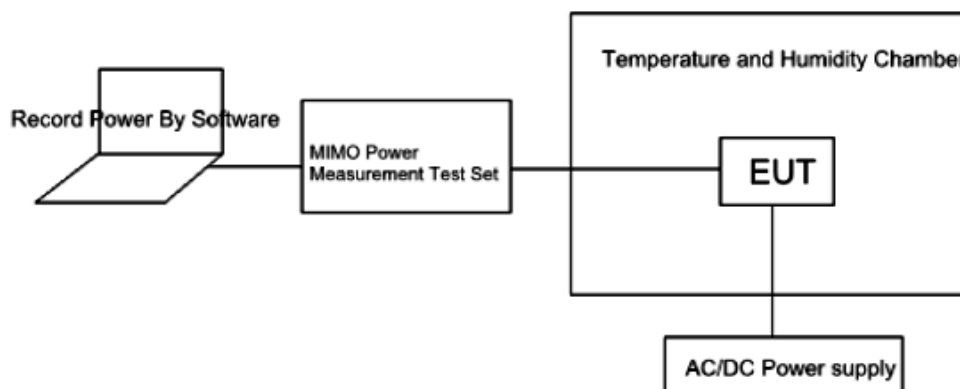 Temperature and Humidity Chamber
Record Power By Software
MIMO Power
Measurement Test Set
EUT
AC/DC Power supply